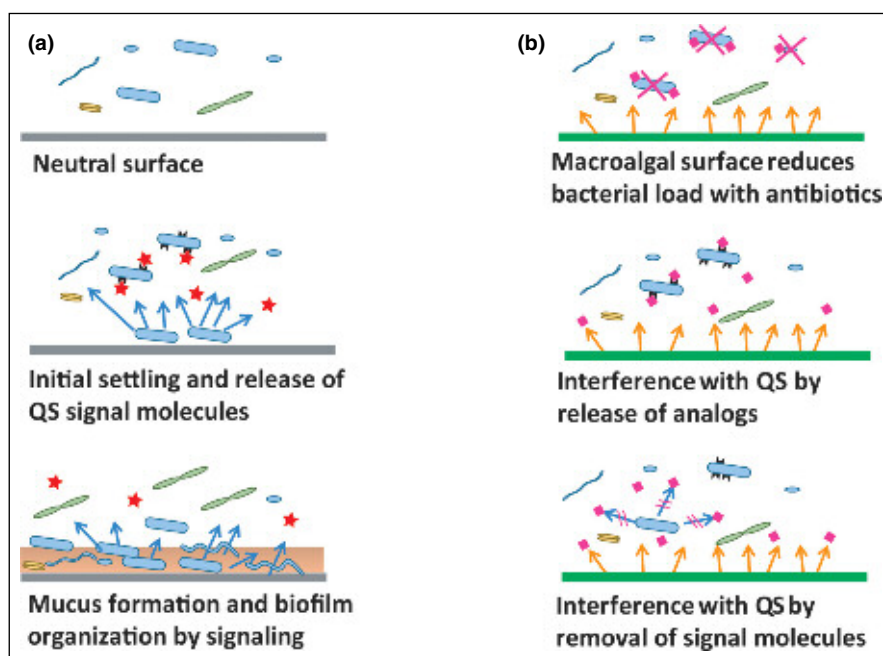 (a)
Neutral surface
Initial settling and release of
QS signal molecules
Mucus formation and biofilm
organization by signaling
(b)
Macroalgal surface reduces
bacterial load with antibiotics
Interference with QS by
release of analogs
Interference with QS by
removal of signal molecules